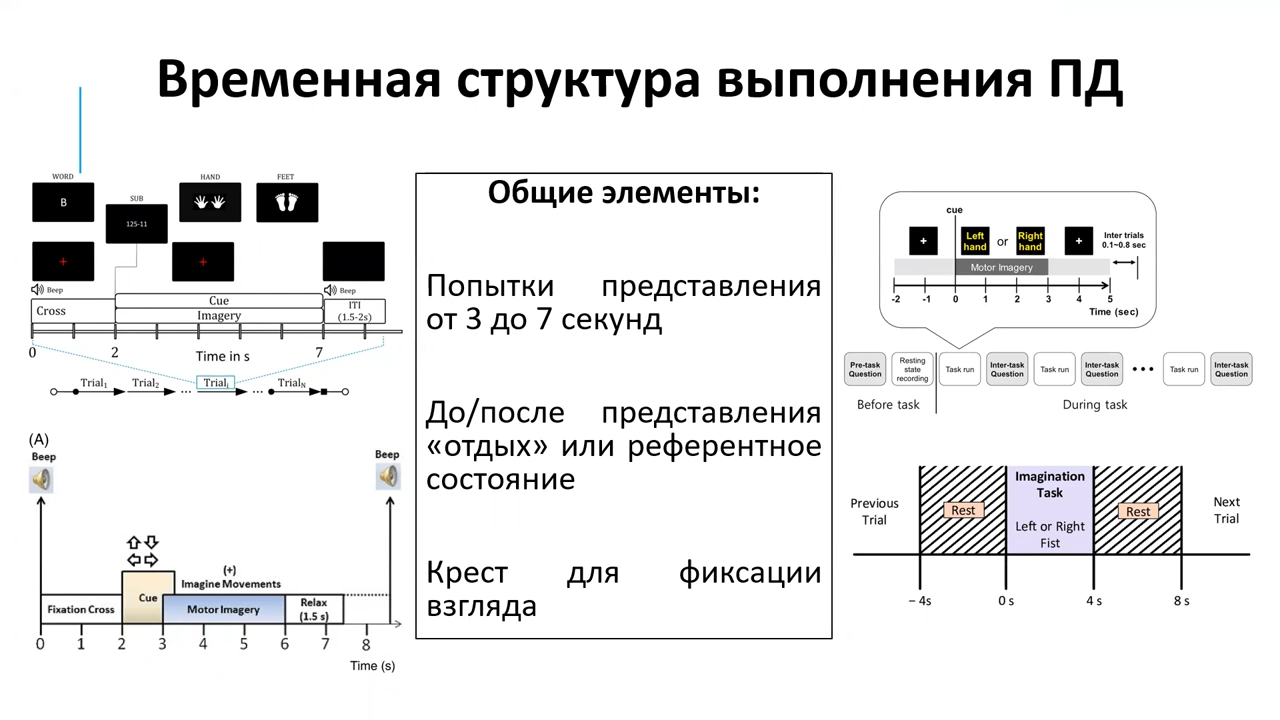 Временная структура выполнения ПД
WORD
HAND
FEET
SUB
B
125-11
Beep
Beep
Cross
Cue
Imagery
ITI
(1.5-2s)
0
2
Time in s
7
Trial₁
Trial₂
...
Trialᵢ
...
Trial_N
(A)
Beep
Beep
(+)
Imagine Movements
Cue
Fixation Cross
Motor Imagery
Relax
(1.5 s)
0 1 2 3 4 5 6 7 8
Time (s)
Общие элементы:
Попытки представления
от 3 до 7 секунд
До/после представления
«отдых» или референтное
состояние
Крест для фиксации
взгляда
cue
+
Left
hand
or
Right
hand
+
Inter trials
0.1~0.8 sec
Motor Imagery
-2 -1 0 1 2 3 4 5
Time (sec)
Pre-task
Question
Resting
state
recording
Task run
Inter-task
Question
Task run
Inter-task
Question
•••
Task run
Inter-task
Question
Before task
During task
Previous
Trial
Rest
Imagination
Task
Left or Right
Fist
Rest
Next
Trial
– 4s
0 s
4 s
8 s